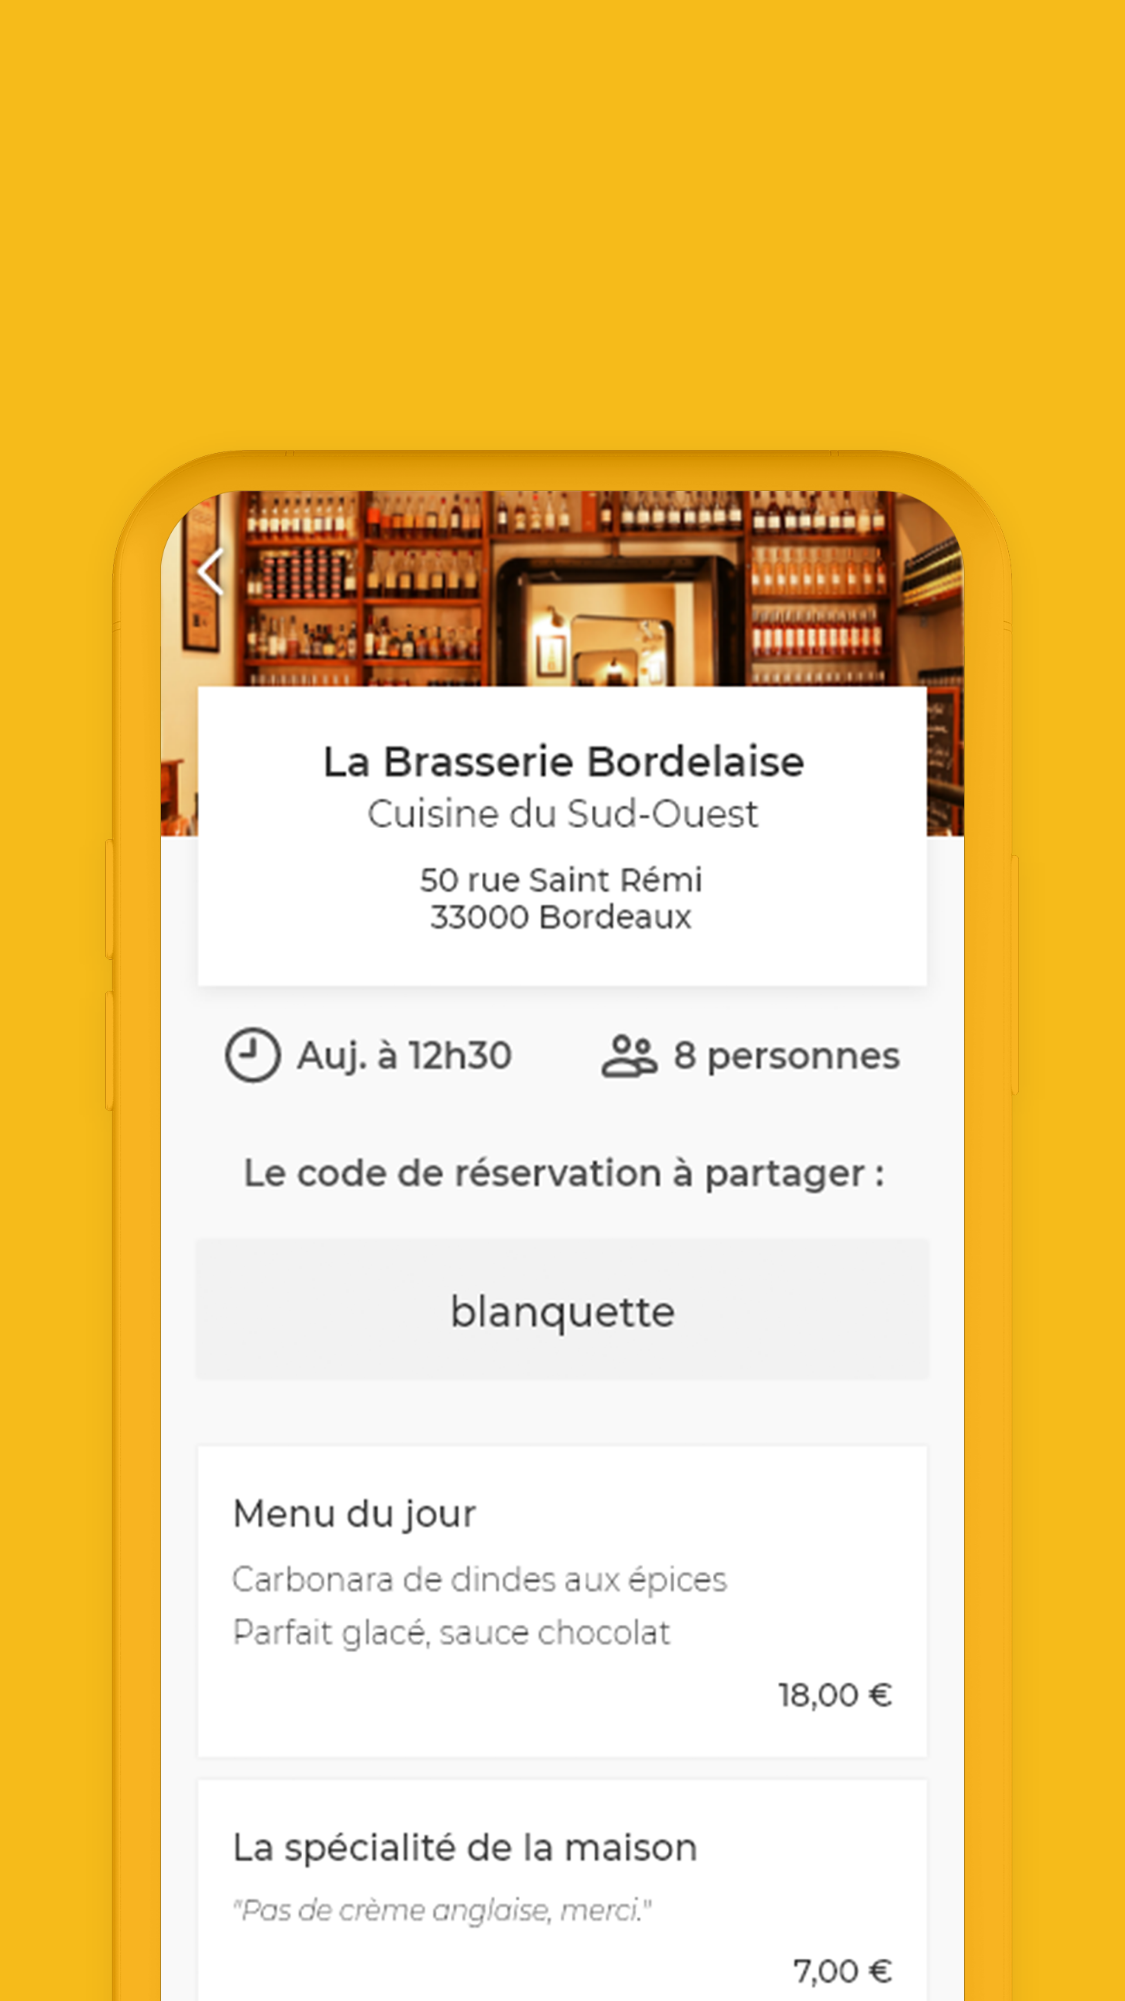 La Brasserie Bordelaise
Cuisine du Sud-Ouest
50 rue Saint Rémi
33000 Bordeaux
Auj. à 12h30
8 personnes
Le code de réservation à partager :
blanquette
Menu du jour
Carbonara de dindes aux épices
Parfait glacé, sauce chocolat
18,00 €
La spécialité de la maison
"Pas de crème anglaise, merci."
7,00 €